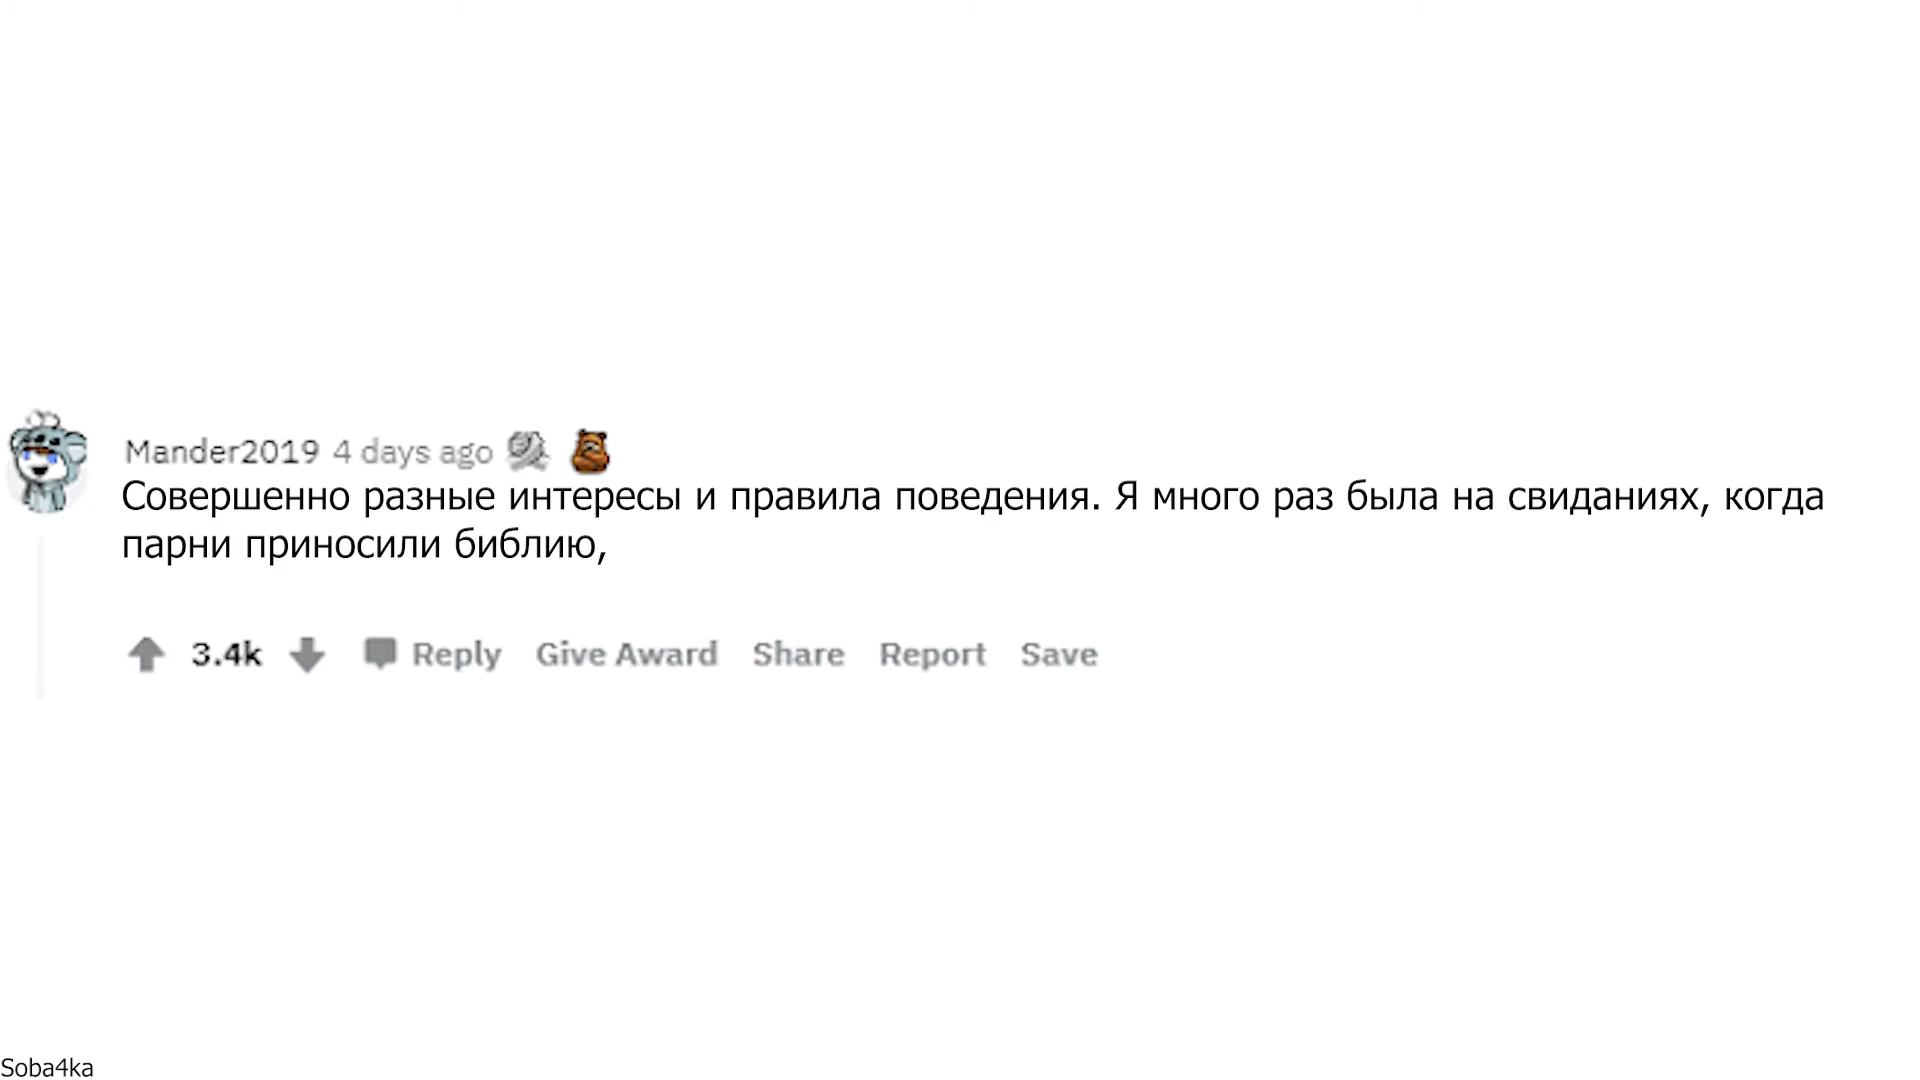 Mander2019 4 days ago
Совершенно разные интересы и правила поведения. Я много раз была на свиданиях, когда
парни приносили библию,
3.4k Reply Give Award Share Report Save
Soba4ka